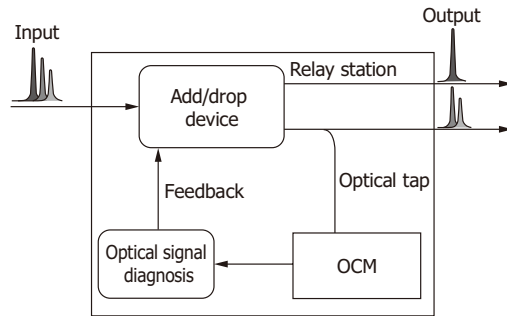 Output
Input
Relay station
Add/drop
device
Optical tap
Feedback
Optical signal
diagnosis
OCM